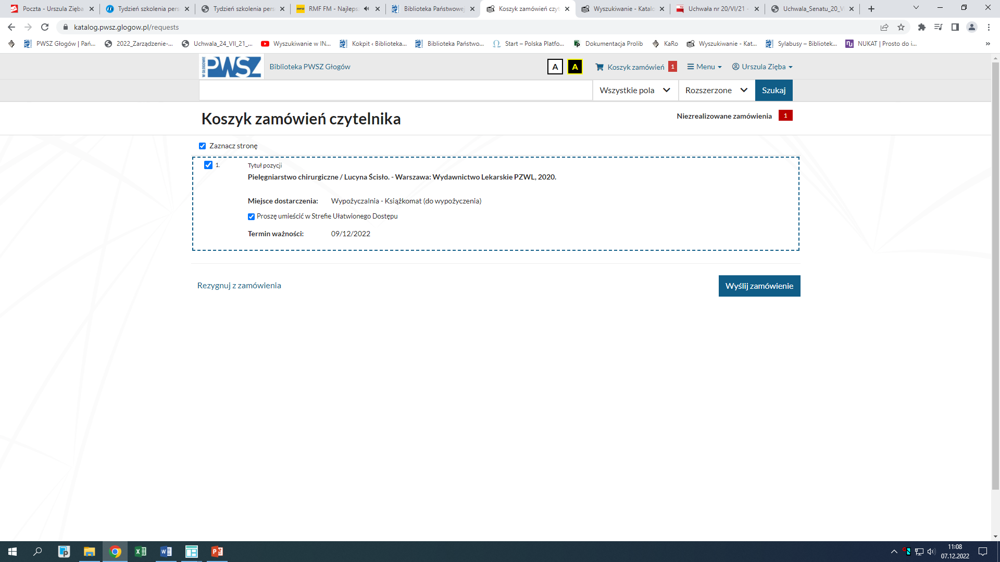 Poczta - Urszula Zięba
Tydzień szkolenia pers
Tydzień szkolenia pers
RMF FM - Najleps
Biblioteka Państwowej
Koszyk zamówień czyt
Wyszukiwanie - Katalo
Uchwała nr 20/VI/21 -
Uchwala_Senatu_20_V
katalog.pwsz.glogow.pl/requests
PWSZ Głogów | Pań...
2022_Zarządzenie-...
Uchwala_24_VII_21_...
Wyszukiwanie w IN...
Kokpit ‹ Biblioteka...
Biblioteka Państwo...
Start – Polska Platfo...
Dokumentacja Prolib
KaRo
Wyszukiwanie - Kat...
Sylabusy – Bibliotek...
NUKAT | Prosto do i...
W GŁOGOWIE PWSZ
Biblioteka PWSZ Głogów
A A
Koszyk zamówień 1
Menu
Urszula Zięba
Wszystkie pola
Rozszerzone
Szukaj
Koszyk zamówień czytelnika
Niezrealizowane zamówienia 1
Zaznacz stronę
1. Tytuł pozycji
Pielęgniarstwo chirurgiczne / Lucyna Ścisło. - Warszawa: Wydawnictwo Lekarskie PZWL, 2020.
Miejsce dostarczenia: Wypożyczalnia - Książkomat (do wypożyczenia)
Proszę umieścić w Strefie Ułatwionego Dostępu
Termin ważności: 09/12/2022
Rezygnuj z zamówienia
Wyślij zamówienie
11:08
07.12.2022